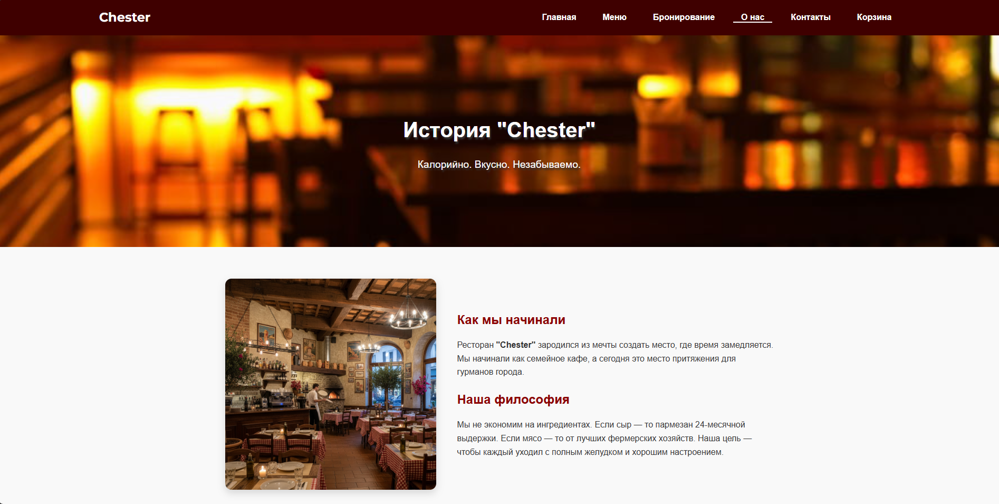 Chester
Главная Меню Бронирование О нас Контакты Корзина
История "Chester"
Калорийно. Вкусно. Незабываемо.
Как мы начинали
Ресторан "Chester" зародился из мечты создать место, где время замедляется.
Мы начинали как семейное кафе, а сегодня это место притяжения для
гурманов города.
Наша философия
Мы не экономим на ингредиентах. Если сыр — то пармезан 24-месячной
выдержки. Если мясо — то от лучших фермерских хозяйств. Наша цель —
чтобы каждый уходил с полным желудком и хорошим настроением.